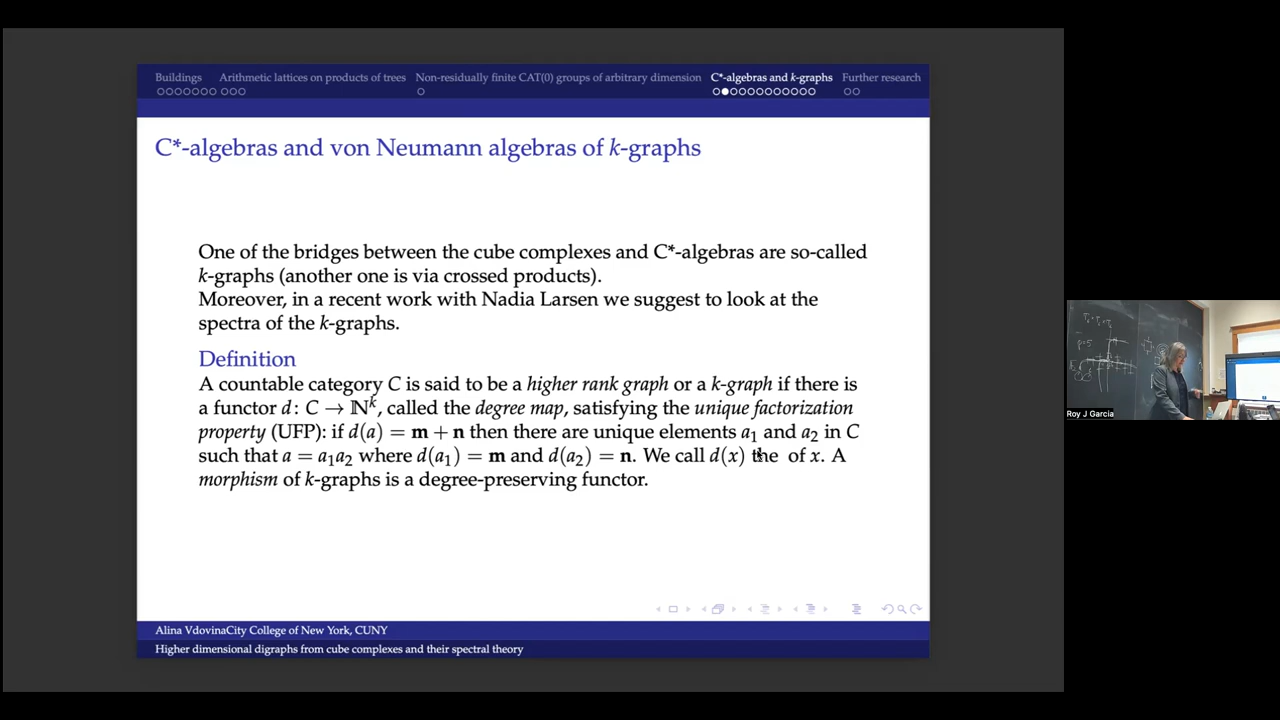 Buildings Arithmetic lattices on products of trees Non-residually finite CAT(0) groups of arbitrary dimension C*-algebras and k-graphs Further research
C*-algebras and von Neumann algebras of k-graphs
One of the bridges between the cube complexes and C*-algebras are so-called
k-graphs (another one is via crossed products).
Moreover, in a recent work with Nadia Larsen we suggest to look at the
spectra of the k-graphs.
Definition
A countable category C is said to be a higher rank graph or a k-graph if there is
a functor d: C → ℕᵏ, called the degree map, satisfying the unique factorization
property (UFP): if d(a) = m + n then there are unique elements a₁ and a₂ in C
such that a = a₁a₂ where d(a₁) = m and d(a₂) = n. We call d(x) the of x. A
morphism of k-graphs is a degree-preserving functor.
Alina VdovinaCity College of New York, CUNY
Higher dimensional digraphs from cube complexes and their spectral theory
Roy J Garcia